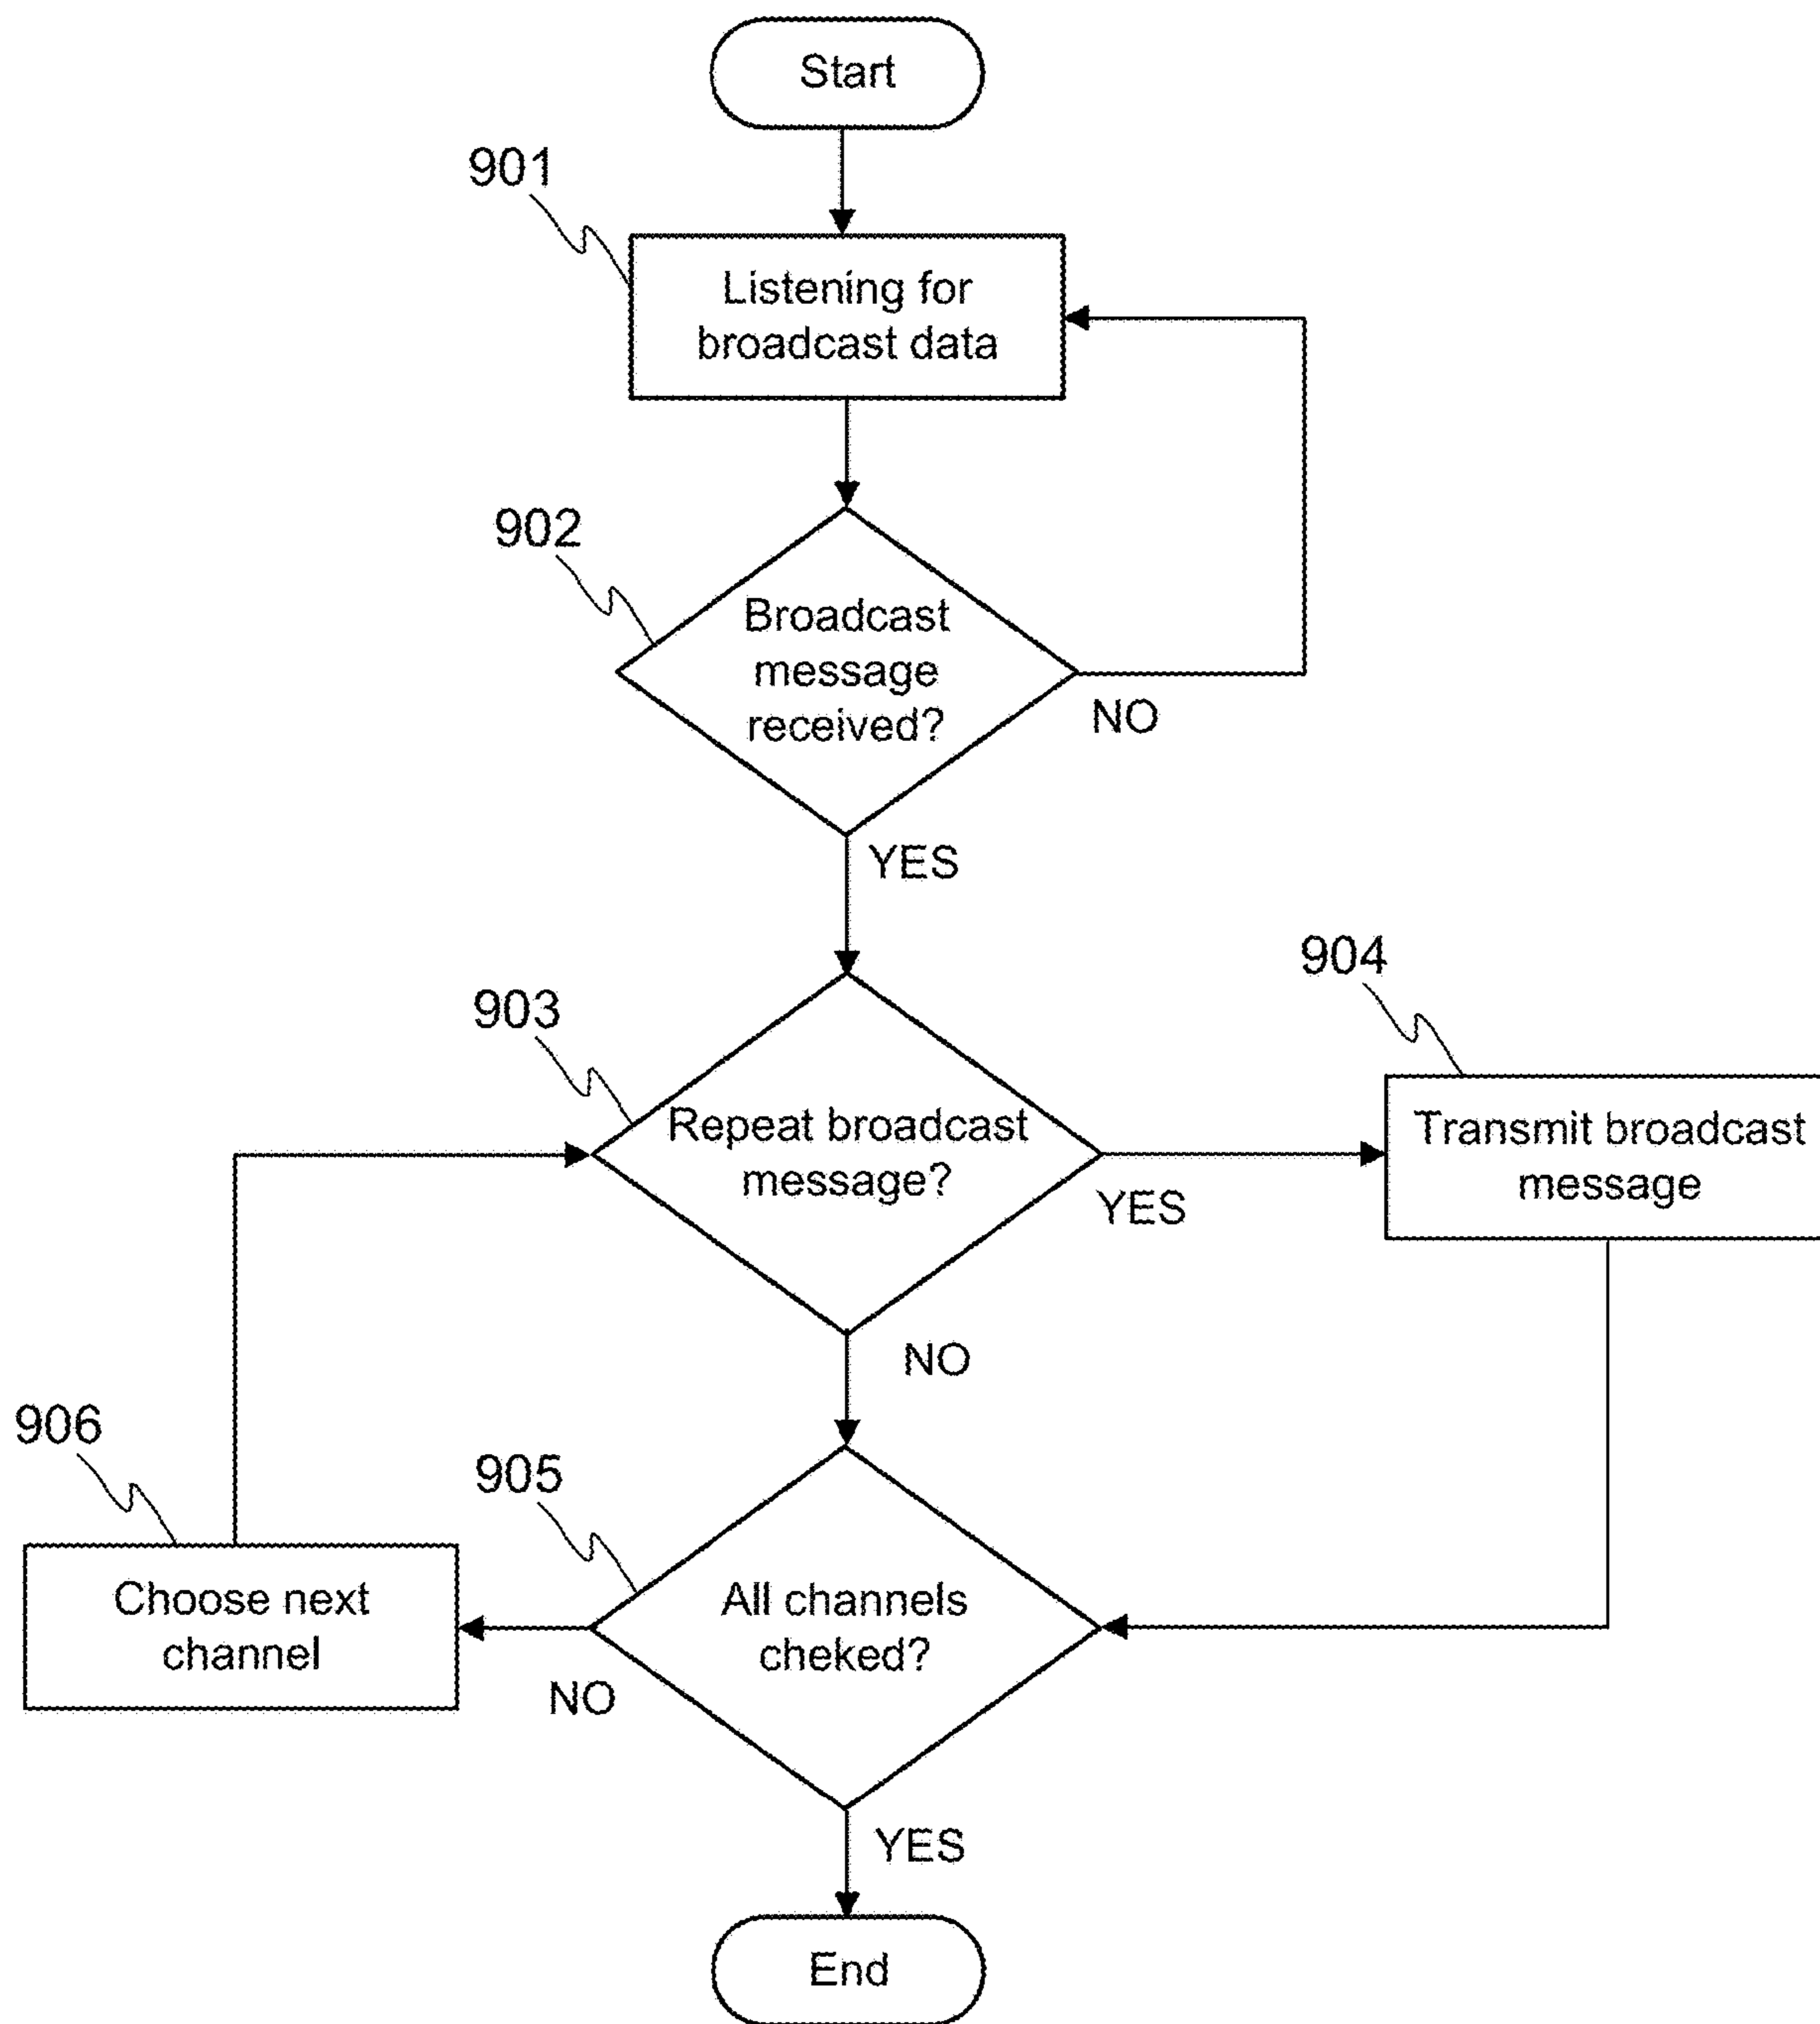 Start
901
Listening for
broadcast data
902
Broadcast
message
received?
NO
YES
903
904
Repeat broadcast
message?
Transmit broadcast
message
YES
NO
906
905
Choose next
channel
All channels
cheked?
NO
YES
End